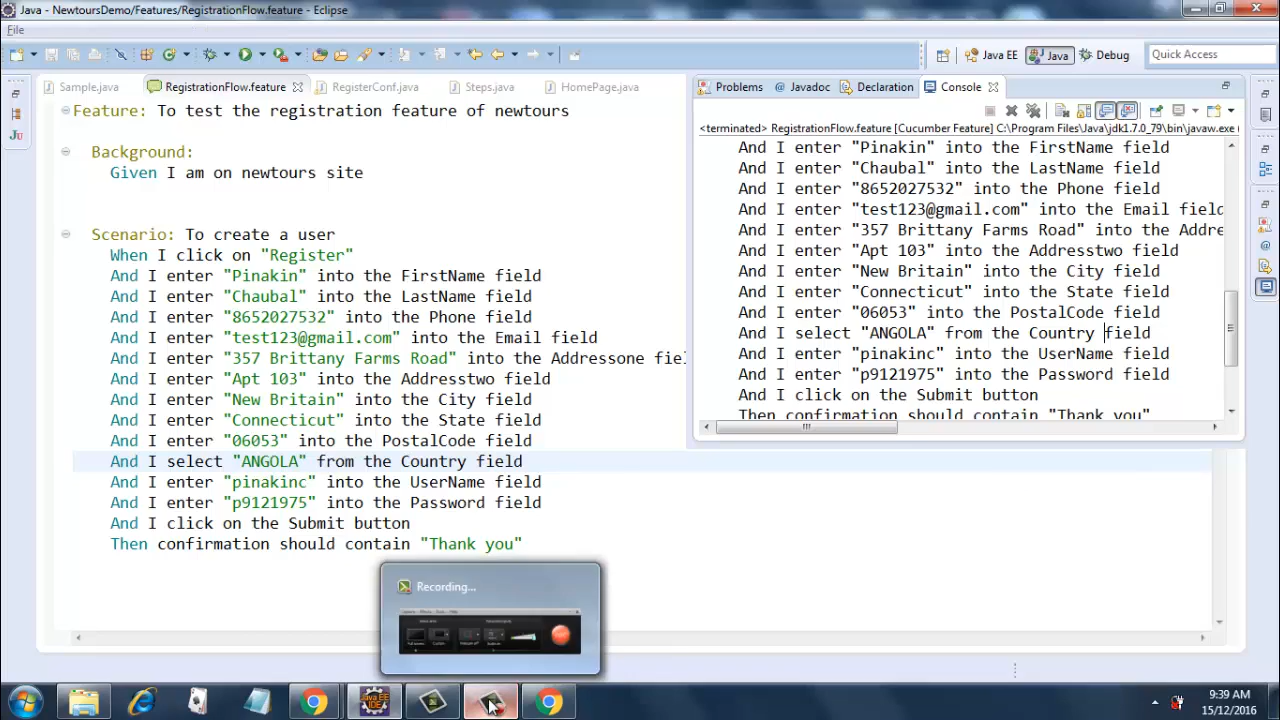 Java - NewtoursDemo/Features/RegistrationFlow.feature - Eclipse
File
Java EE
Java
Debug
Quick Access
Sample.java
RegistrationFlow.feature
RegisterConf.java
Steps.java
HomePage.java
Feature: To test the registration feature of newtours
Background:
Given I am on newtours site
Scenario: To create a user
When I click on "Register"
And I enter "Pinakin" into the FirstName field
And I enter "Chaubal" into the LastName field
And I enter "8652027532" into the Phone field
And I enter "test123@gmail.com" into the Email field
And I enter "357 Brittany Farms Road" into the Addressone fiel
And I enter "Apt 103" into the Addresstwo field
And I enter "New Britain" into the City field
And I enter "Connecticut" into the State field
And I enter "06053" into the PostalCode field
And I select "ANGOLA" from the Country field
And I enter "pinakinc" into the UserName field
And I enter "p9121975" into the Password field
And I click on the Submit button
Then confirmation should contain "Thank you"
Problems
Javadoc
Declaration
Console
<terminated> RegistrationFlow.feature [Cucumber Feature] C:\Program Files\Java\jdk1.7.0_79\bin\javaw.exe (
And I enter "Pinakin" into the FirstName field
And I enter "Chaubal" into the LastName field
And I enter "8652027532" into the Phone field
And I enter "test123@gmail.com" into the Email field
And I enter "357 Brittany Farms Road" into the Addre
And I enter "Apt 103" into the Addresstwo field
And I enter "New Britain" into the City field
And I enter "Connecticut" into the State field
And I enter "06053" into the PostalCode field
And I select "ANGOLA" from the Country field
And I enter "pinakinc" into the UserName field
And I enter "p9121975" into the Password field
And I click on the Submit button
Then confirmation should contain "Thank you"
Recording...
Java EE
IDE
9:39 AM
15/12/2016